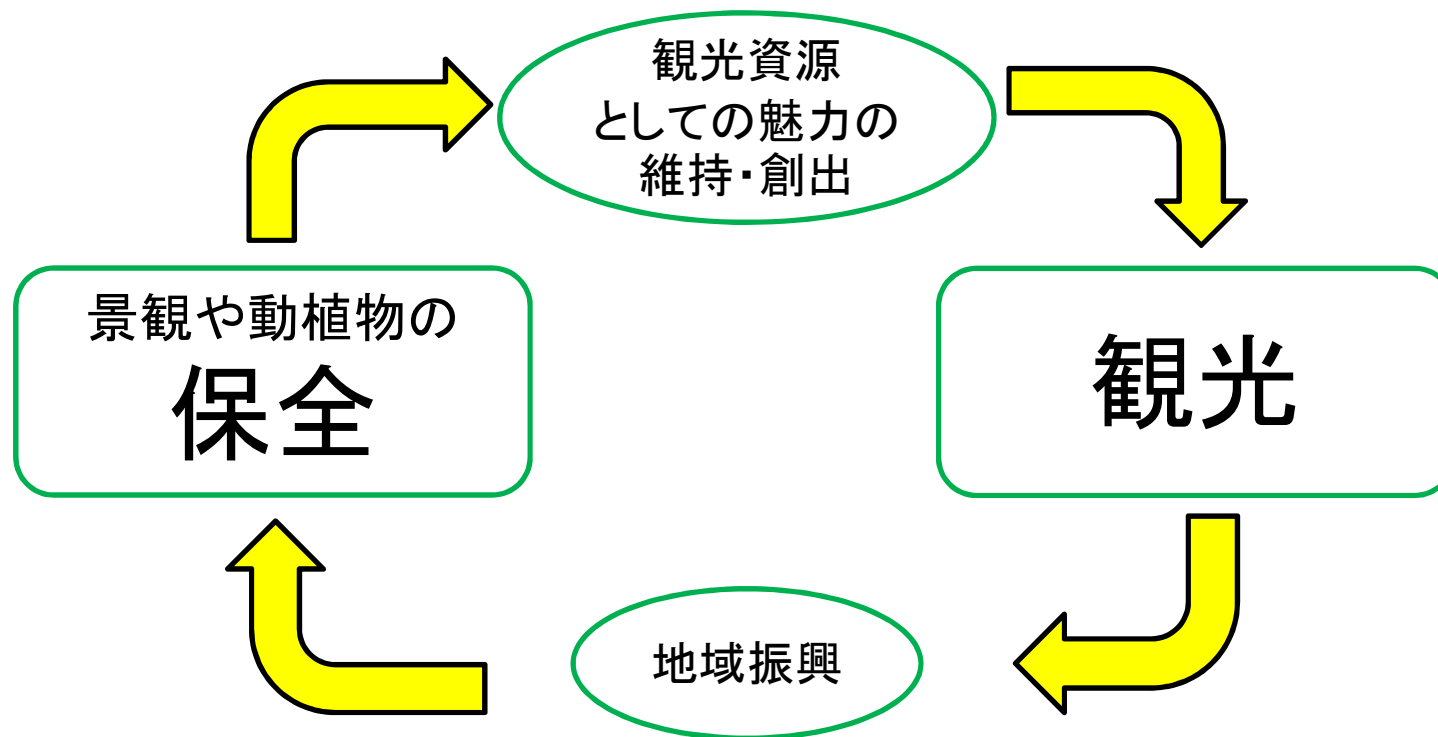 観光資源
としての魅力の
維持・創出
景観や動植物の
保全
観光
地域振興